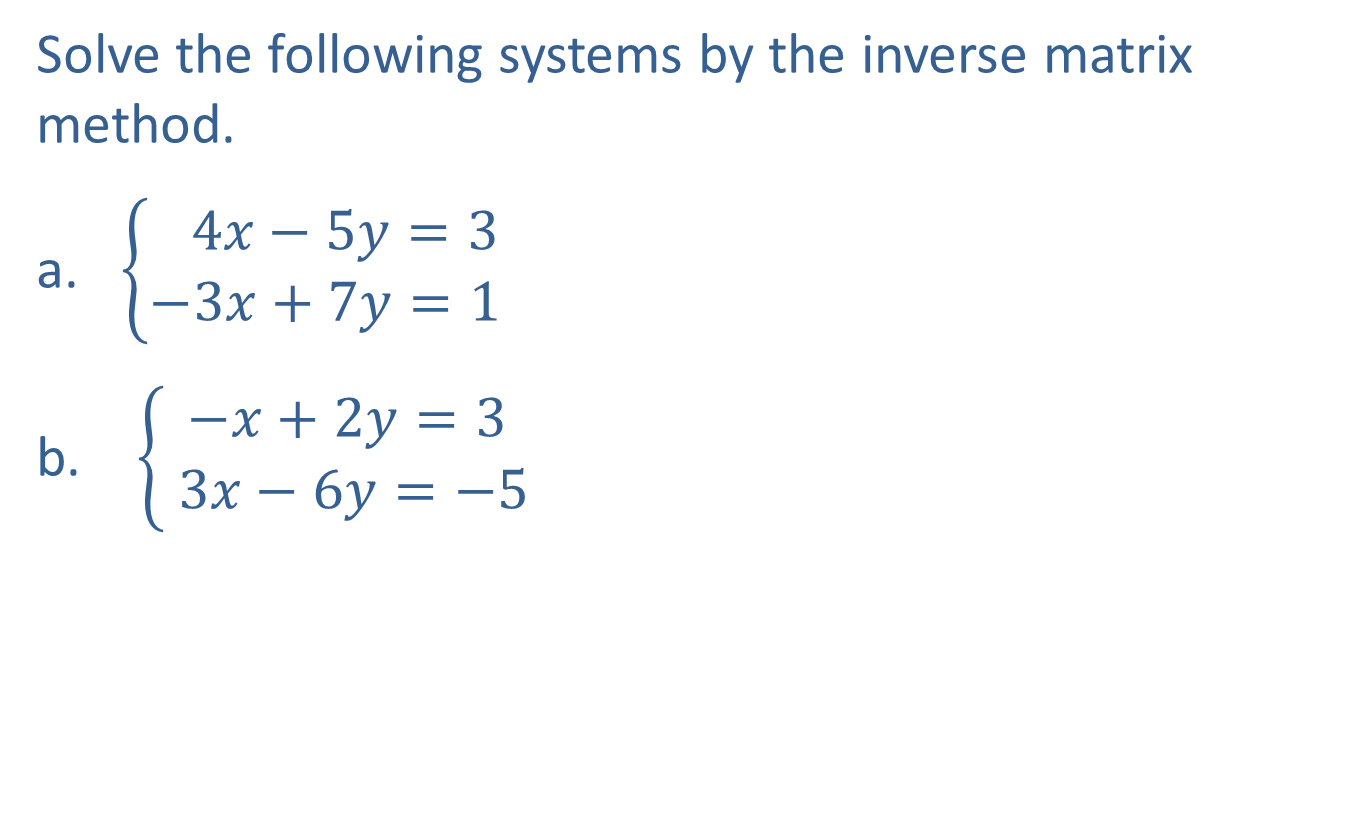 Solve the following systems by the inverse matrix
method.
a. { 4x − 5y = 3
−3x + 7y = 1
b. { −x + 2y = 3
3x − 6y = −5